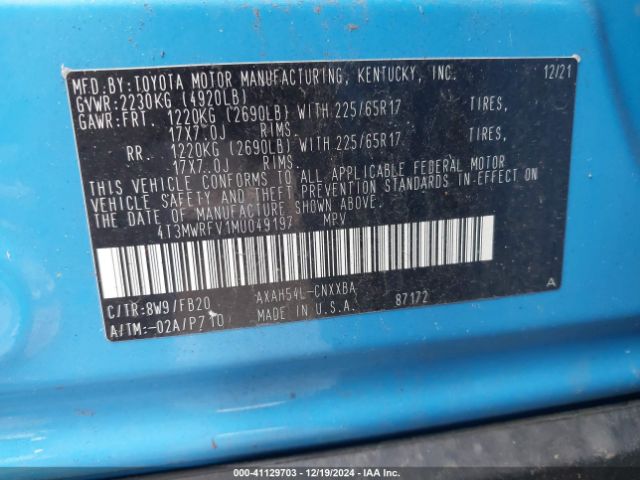 MFD.BY:TOYOTA MOTOR MANUFACTURING, KENTUCKY, INC. 12/21
GVWR:2230KG (4920LB)
GAWR:FRT. 1220KG (2690LB) WITH 225/65R17 TIRES,
17X7.0J RIMS
RR. 1220KG (2690LB) WITH 225/65R17 TIRES,
17X7.0J RIMS
THIS VEHICLE CONFORMS TO ALL APPLICABLE FEDERAL MOTOR
VEHICLE SAFETY AND THEFT PREVENTION STANDARDS IN EFFECT ON
THE DATE OF MANUFACTURE SHOWN ABOVE.
4T3MWRFV1MU049197 MPV
C/TR:8W9/FB20 AXAH54L-CNXXBA A
A/TM:-02A/P710 MADE IN USA 87172
000-41129703 - 12/19/2024 - IAA Inc.